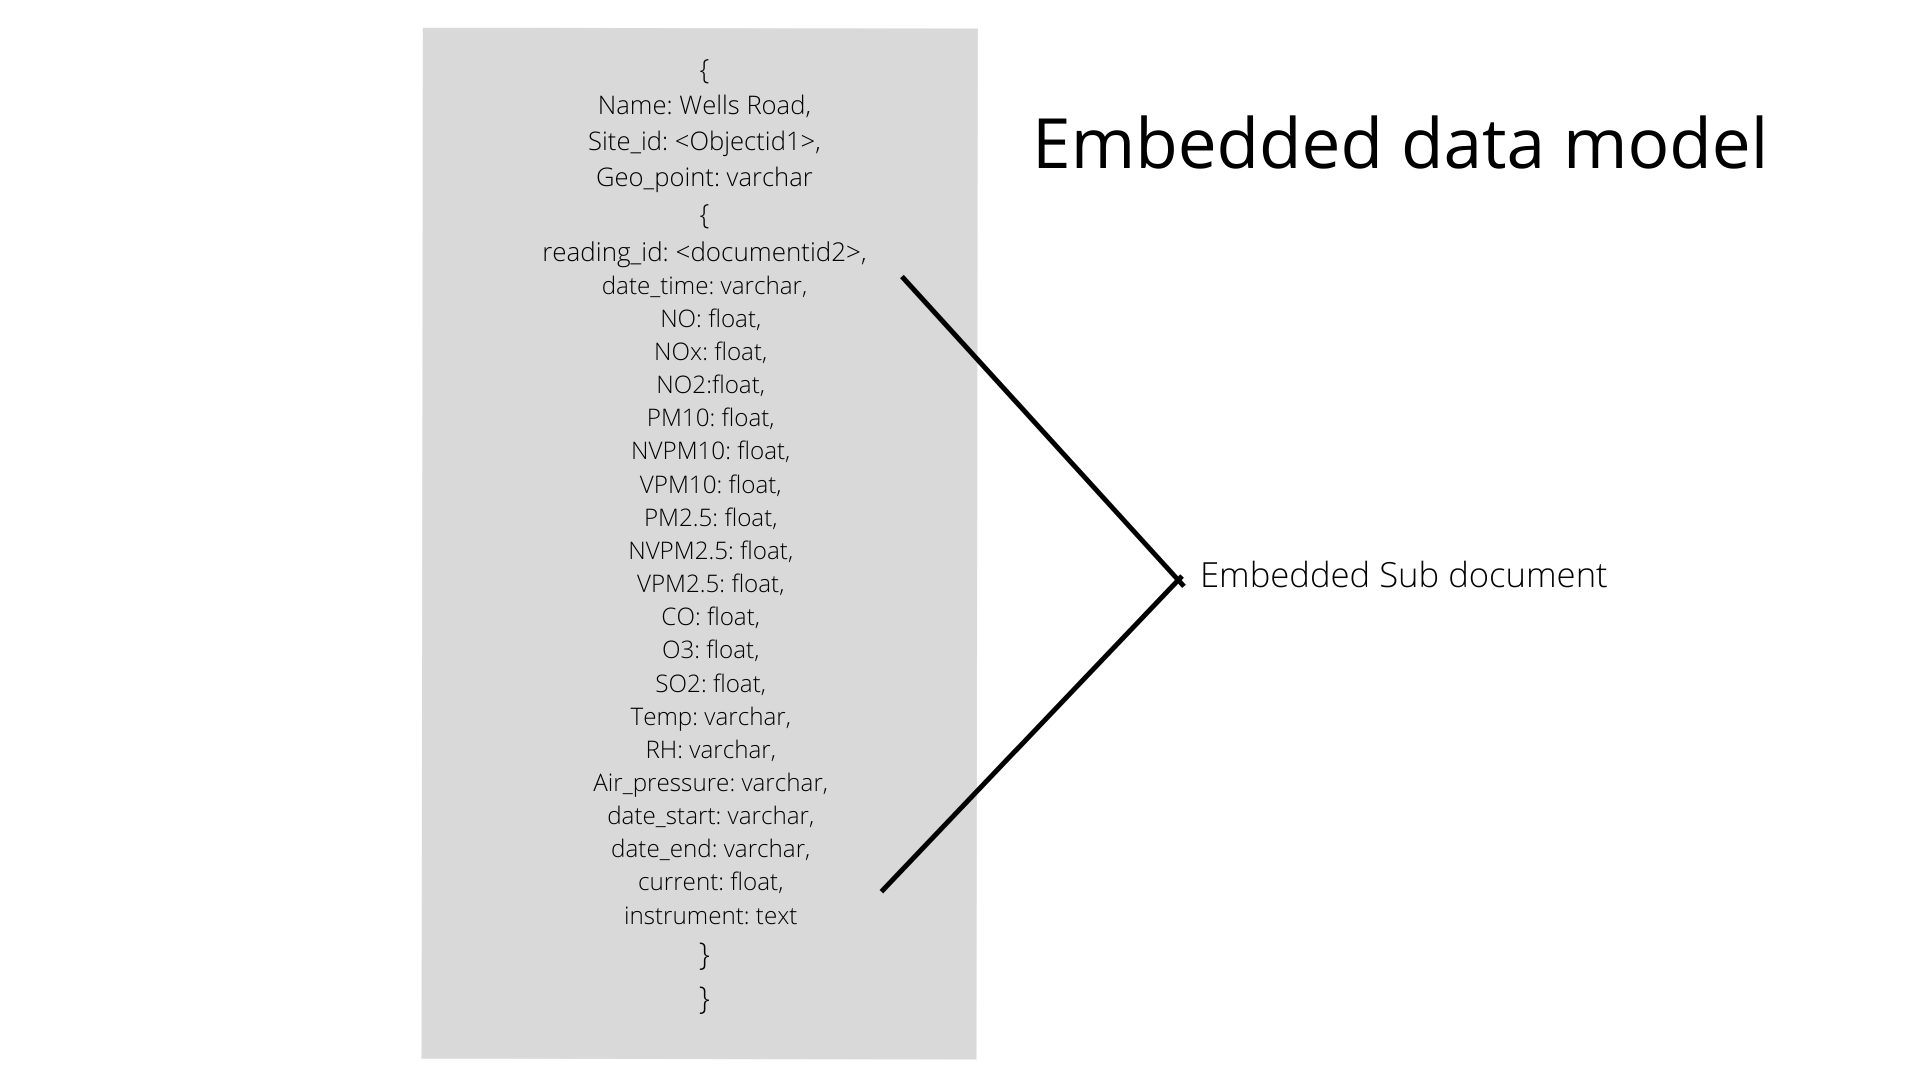 {
Name: Wells Road,
Site_id: <Objectid1>,
Geo_point: varchar
{
reading_id: <documentid2>,
date_time: varchar,
NO: float,
NOx: float,
NO2:float,
PM10: float,
NVPM10: float,
VPM10: float,
PM2.5: float,
NVPM2.5: float,
VPM2.5: float,
CO: float,
O3: float,
SO2: float,
Temp: varchar,
RH: varchar,
Air_pressure: varchar,
date_start: varchar,
date_end: varchar,
current: float,
instrument: text
}
}
Embedded data model
Embedded Sub document